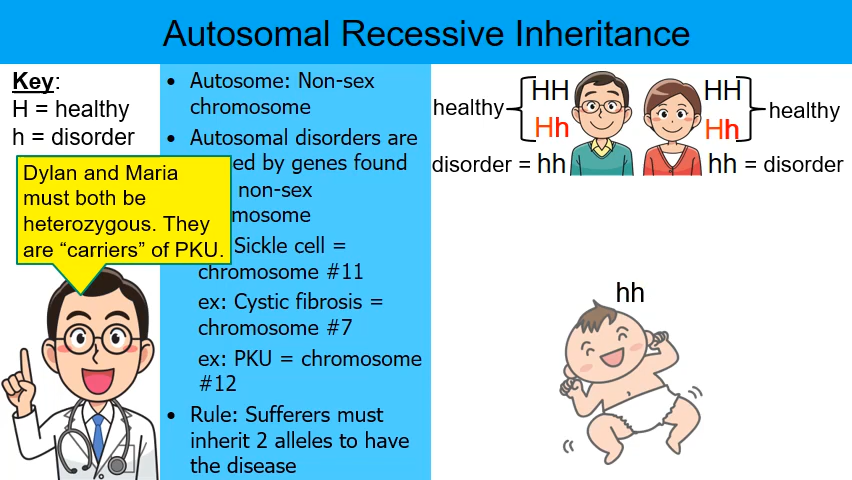 Autosomal Recessive Inheritance
Key:
H = healthy
h = disorder
Dylan and Maria
must both be
heterozygous. They
are “carriers” of PKU.
• Autosome: Non-sex
chromosome
• Autosomal disorders are
ed by genes found
non-sex
mosome
Sickle cell =
chromosome #11
ex: Cystic fibrosis =
chromosome #7
ex: PKU = chromosome
#12
• Rule: Sufferers must
inherit 2 alleles to have
the disease
HH
healthy
Hh
disorder = hh
HH
healthy
Hh
hh = disorder
hh